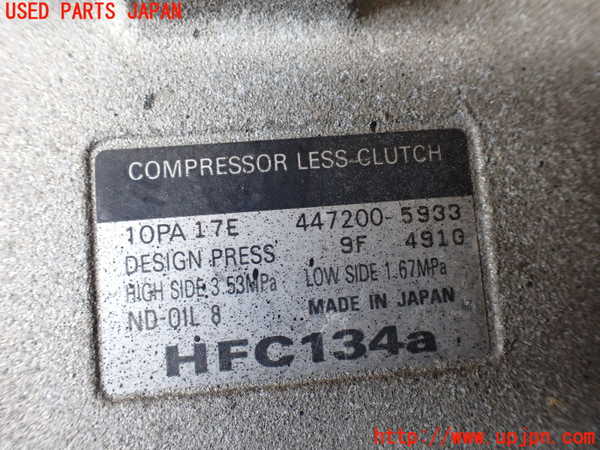 USED PARTS JAPAN
COMPRESSOR LESS-CLUTCH
10PA17E 447200-5933
DESIGN PRESS 9F 4910
HIGH SIDE 3.53MPa LOW SIDE 1.67MPa
ND-OIL 8 MADE IN JAPAN
HFC134a
http://www.upjpn.com/